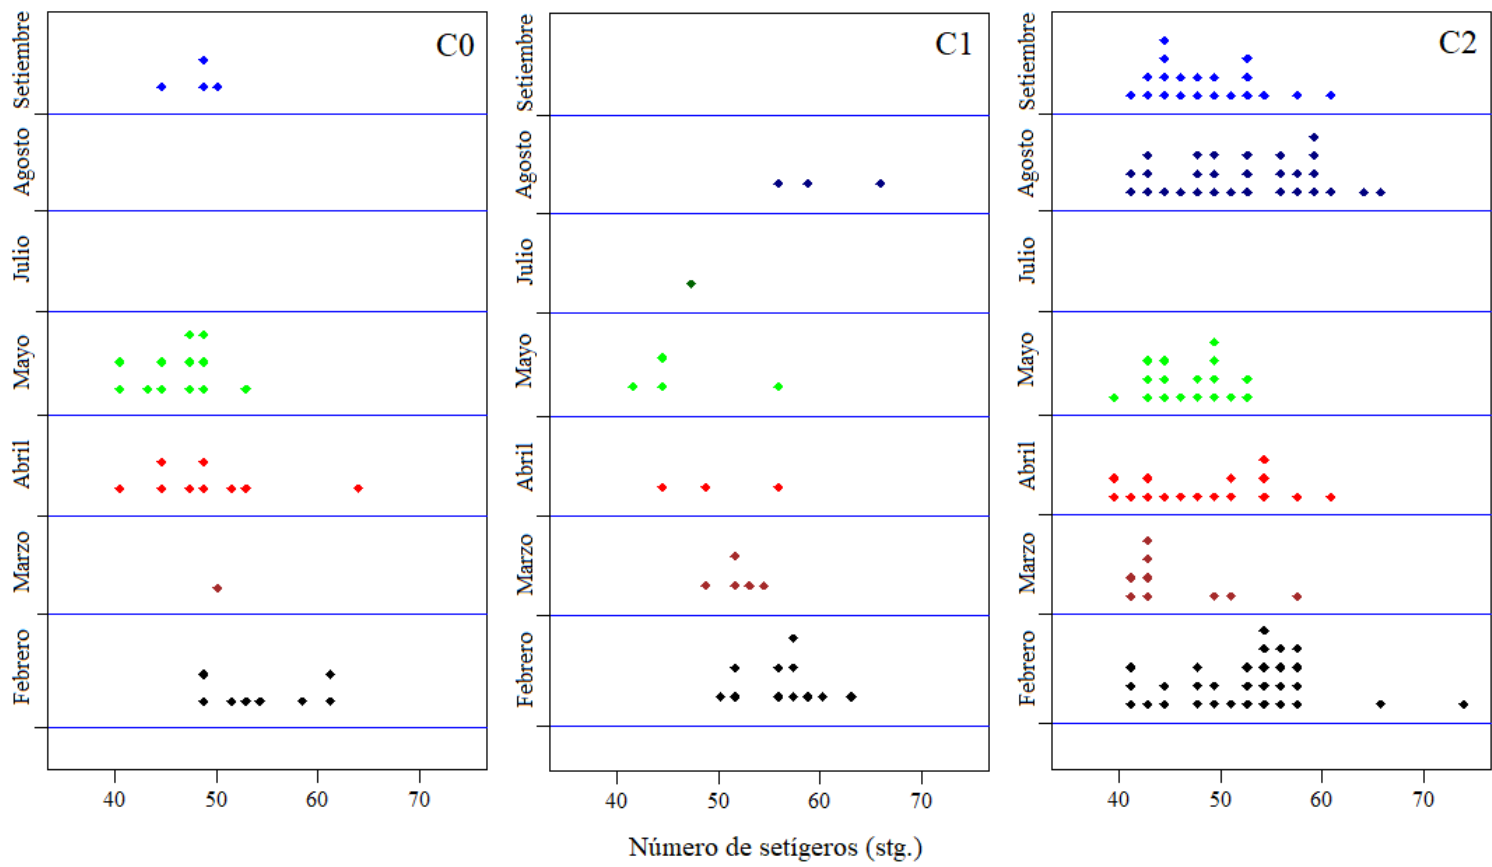 C0
Setiembre
Agosto
Julio
Mayo
Abril
Marzo
Febrero
40 50 60 70
C1
Setiembre
Agosto
Julio
Mayo
Abril
Marzo
Febrero
40 50 60 70
C2
Setiembre
Agosto
Julio
Mayo
Abril
Marzo
Febrero
40 50 60 70
Número de setígeros (stg.)